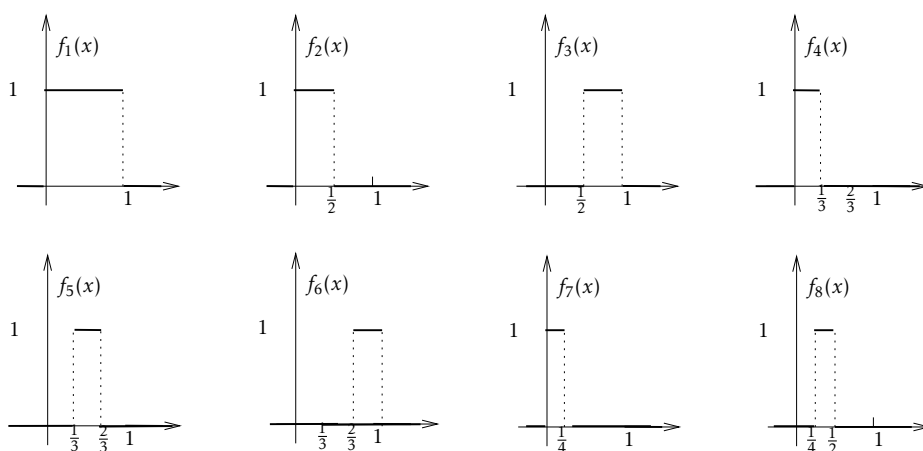 f₁(x) f₂(x) f₃(x) f₄(x)
1 1 1 1
1 1/2 1 1/2 1 1/3 2/3 1
f₅(x) f₆(x) f₇(x) f₈(x)
1 1 1 1
1/3 2/3 1 1/3 2/3 1 1/4 1 1/4 1/2 1